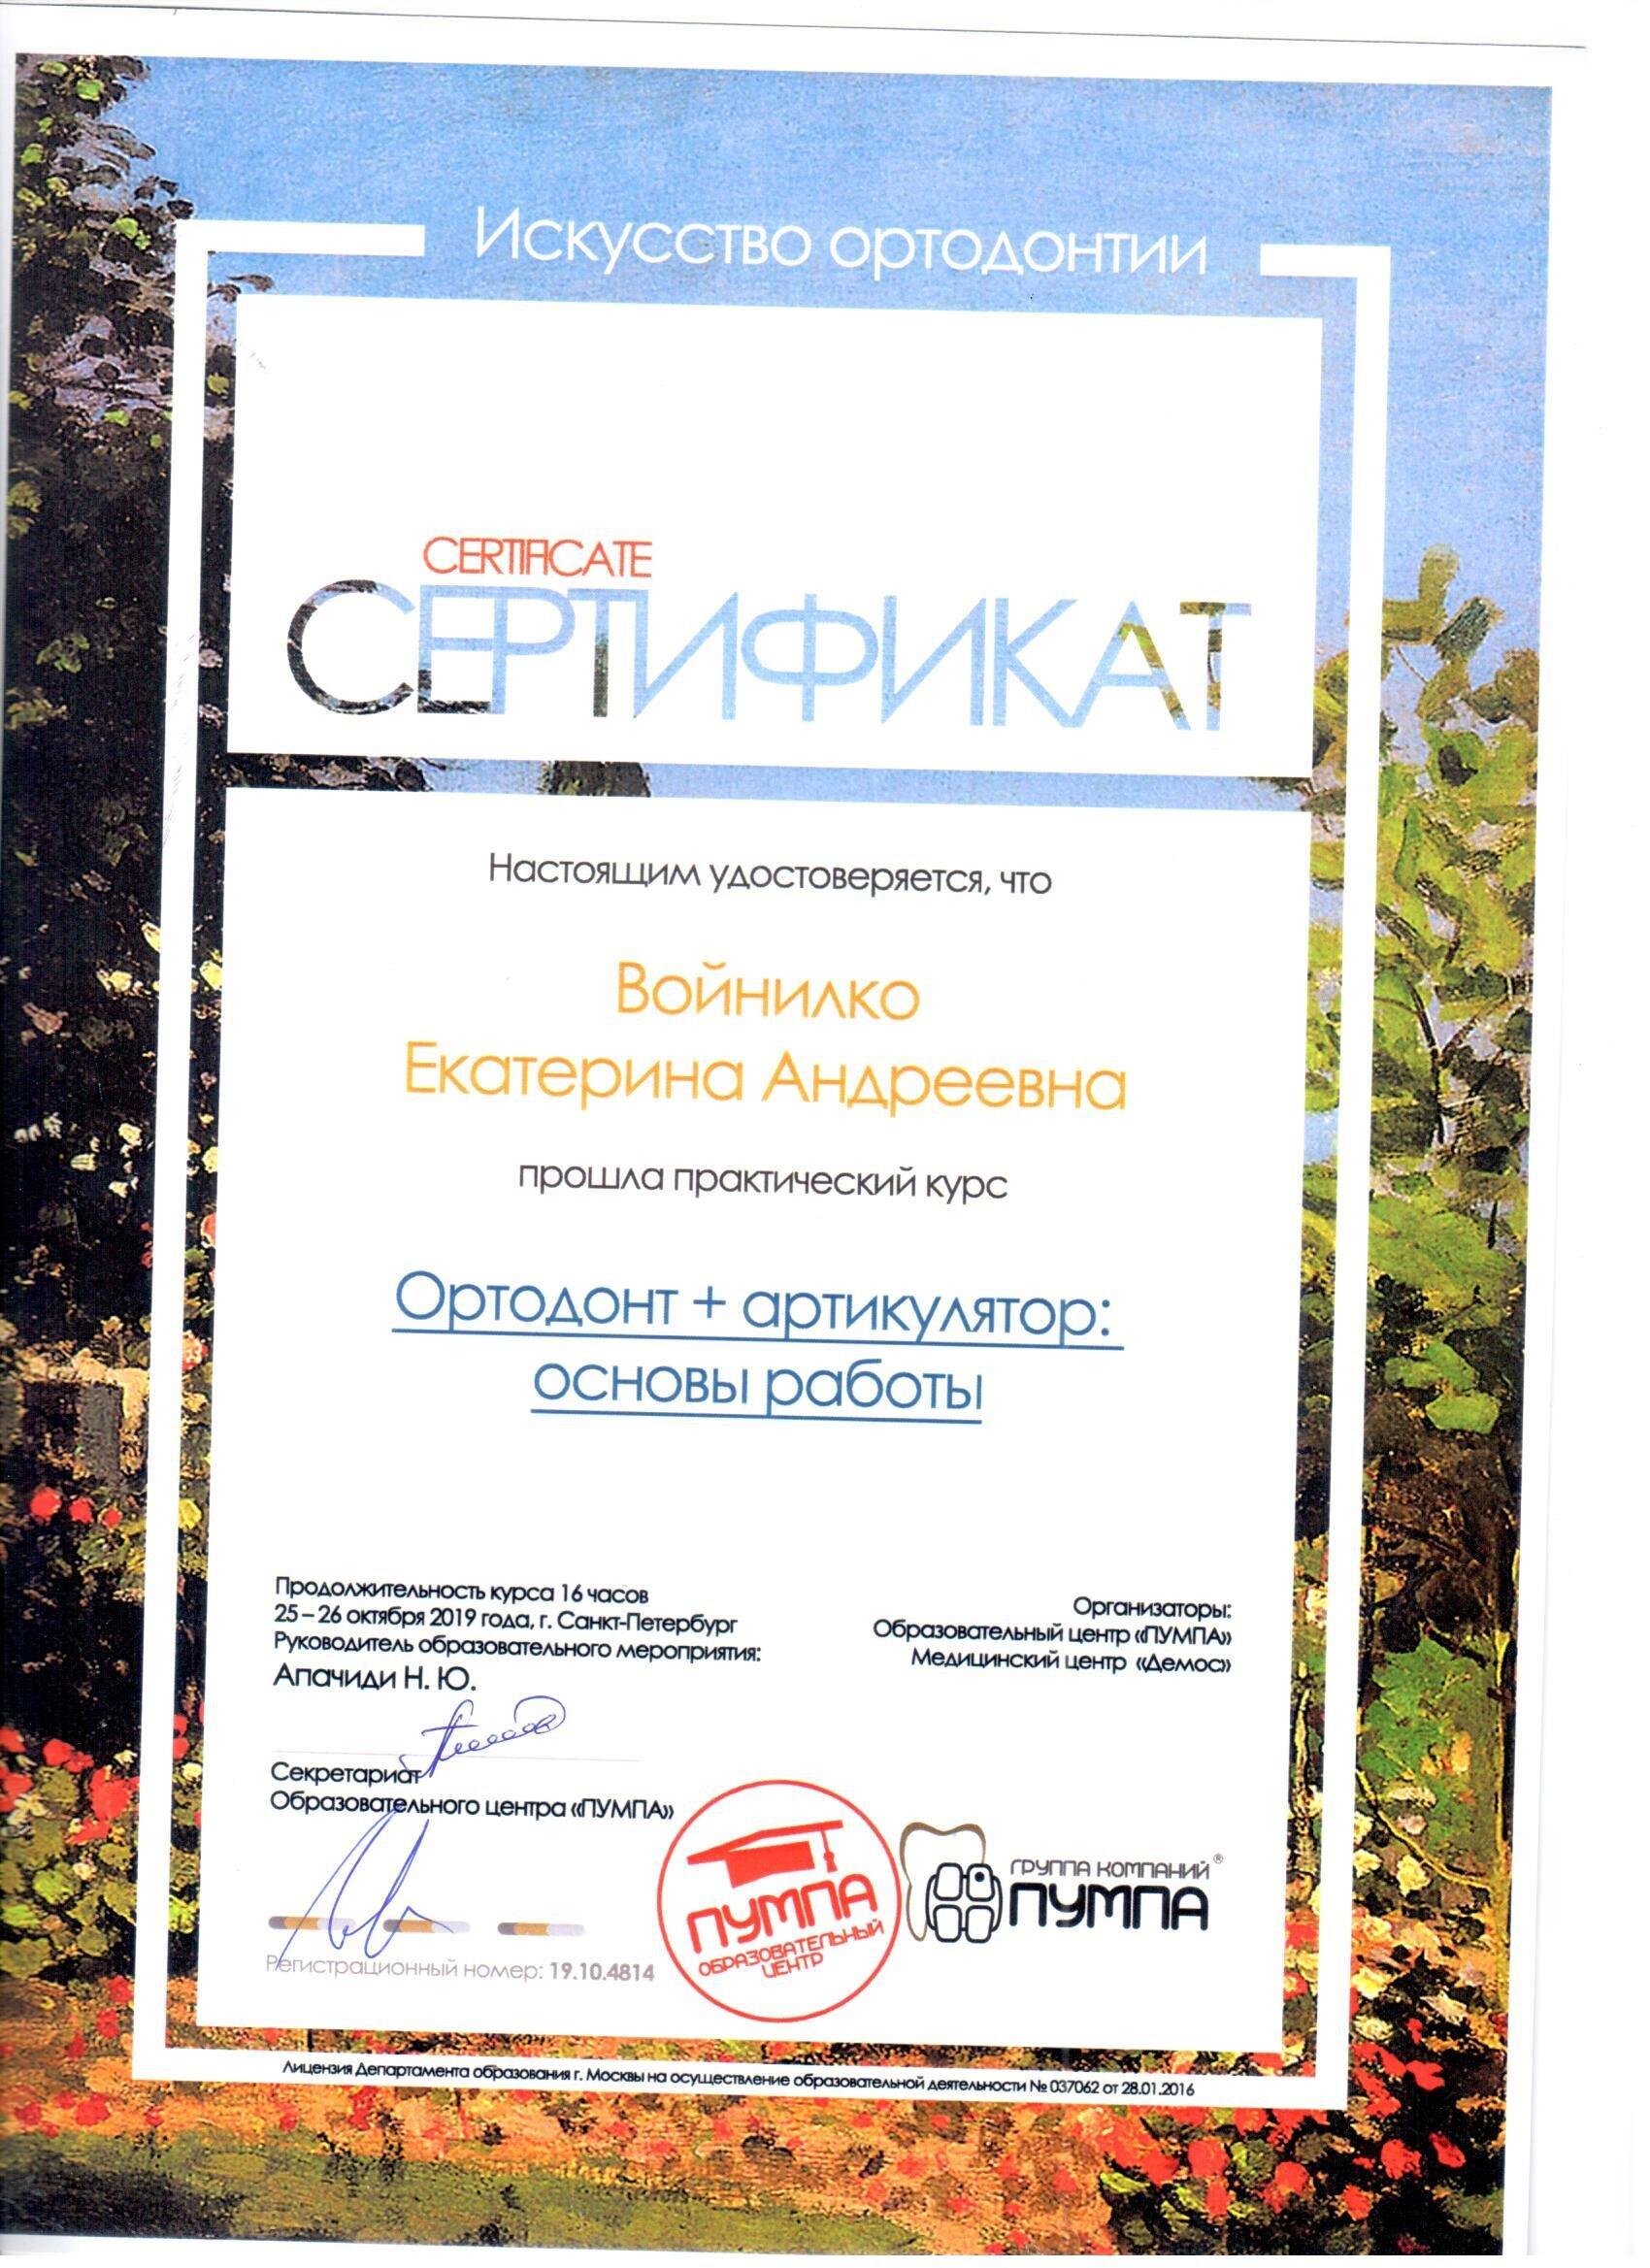 Искусство ортодонтии
CERTIFICATE
СЕРТИФИКАТ
Настоящим удостоверяется, что
Войнилко
Екатерина Андреевна
прошла практический курс
Ортодонт + артикулятор:
основы работы
Продолжительность курса 16 часов
25 – 26 октября 2019 года, г. Санкт-Петербург
Руководитель образовательного мероприятия:
Апачиди Н. Ю.
Организаторы:
Образовательный центр «ПУМПА»
Медицинский центр «Демос»
Секретариат
Образовательного центра «ПУМПА»
Регистрационный номер: 19.10.4814
ПУМПА
ОБРАЗОВАТЕЛЬНЫЙ
ЦЕНТР
ГРУППА КОМПАНИЙ ®
ПУМПА
Лицензия Департамента образования г. Москвы на осуществление образовательной деятельности № 037062 от 28.01.2016